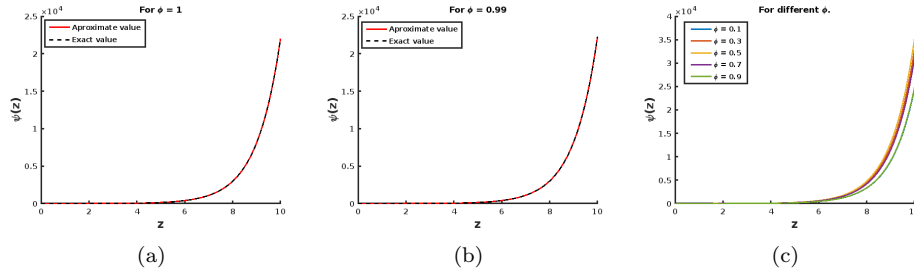 For ϕ = 1
×10⁴
2.5
2
1.5
1
0.5
0
ψ(z)
Aproximate value
Exact value
0 2 4 6 8 10
z
(a)
For ϕ = 0.99
×10⁴
2.5
2
1.5
1
0.5
0
ψ(z)
Aproximate value
Exact value
0 2 4 6 8 10
z
(b)
For different ϕ.
×10⁴
4
3.5
3
2.5
2
1.5
1
0.5
0
ψ(z)
ϕ = 0.1
ϕ = 0.3
ϕ = 0.5
ϕ = 0.7
ϕ = 0.9
0 2 4 6 8 10
z
(c)